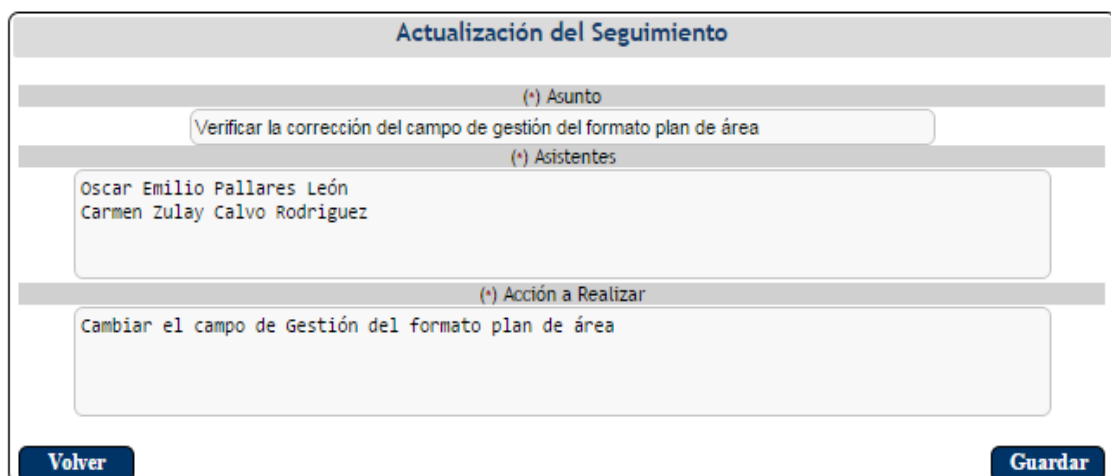 Actualización del Seguimiento
(*) Asunto
Verificar la corrección del campo de gestión del formato plan de área
(*) Asistentes
Oscar Emilio Pallares León
Carmen Zulay Calvo Rodriguez
(*) Acción a Realizar
Cambiar el campo de Gestión del formato plan de área
Volver
Guardar